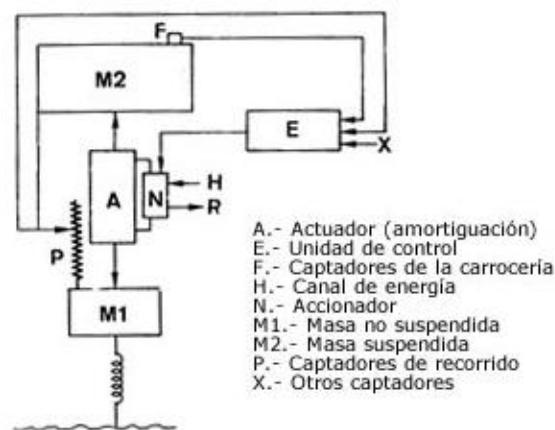 F
M2
E
X
A
N
H
R
P
M1
A.- Actuador (amortiguación)
E.- Unidad de control
F.- Captadores de la carrocería
H.- Canal de energía
N.- Accionador
M1.- Masa no suspendida
M2.- Masa suspendida
P.- Captadores de recorrido
X.- Otros captadores